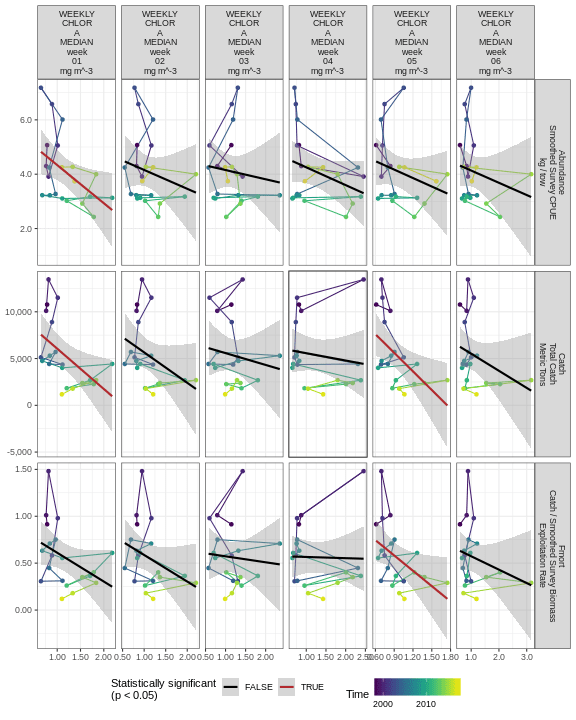 WEEKLY CHLOR A MEDIAN week 01 mg m^-3
WEEKLY CHLOR A MEDIAN week 02 mg m^-3
WEEKLY CHLOR A MEDIAN week 03 mg m^-3
WEEKLY CHLOR A MEDIAN week 04 mg m^-3
WEEKLY CHLOR A MEDIAN week 05 mg m^-3
WEEKLY CHLOR A MEDIAN week 06 mg m^-3
6.0
4.0
2.0
Abundance
Smoothed Survey CPUE
kg / tow
10,000
5,000
0
-5,000
Catch
Total Catch
Metric Tons
1.50
1.00
0.50
0.00
Fmort
Catch / Smoothed Survey Biomass
Exploitation Rate
1.00 1.50 2.00
0.50 1.00 1.50 2.00
0.50 1.00 1.50 2.00
1.00 1.50 2.00
0.60 0.90 1.20 1.50 1.80
1.0 2.0 3.0
Statistically significant
(p < 0.05)
FALSE
TRUE
Time
2000 2010